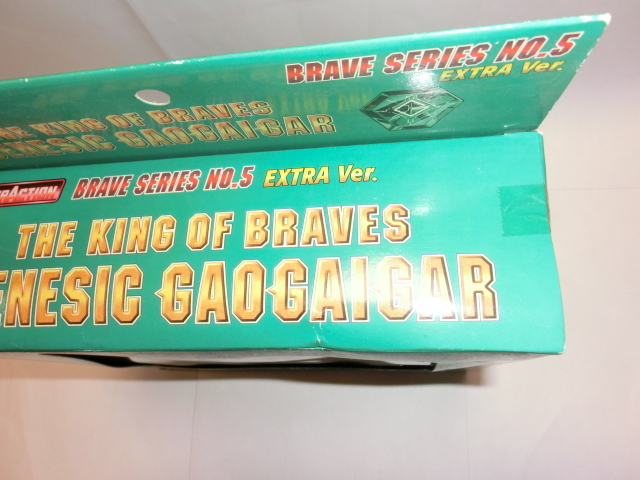 BRAVE SERIES NO.5
EXTRA Ver.
THE KING OF BRAVES
GENESIC GAOGAIGAR
BRAVE SERIES NO.5 EXTRA Ver.
THE KING OF BRAVES
GENESIC GAOGAIGAR